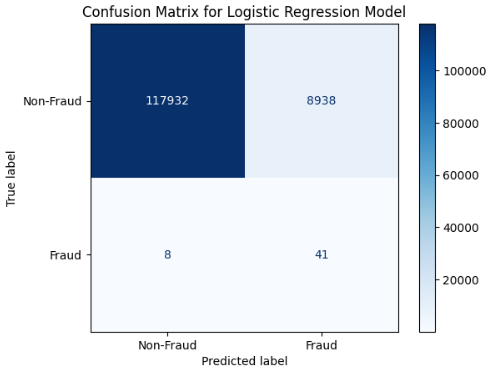 Confusion Matrix for Logistic Regression Model
Non-Fraud
117932
8938
Fraud
8
41
Non-Fraud
Fraud
Predicted label
True label
100000
80000
60000
40000
20000